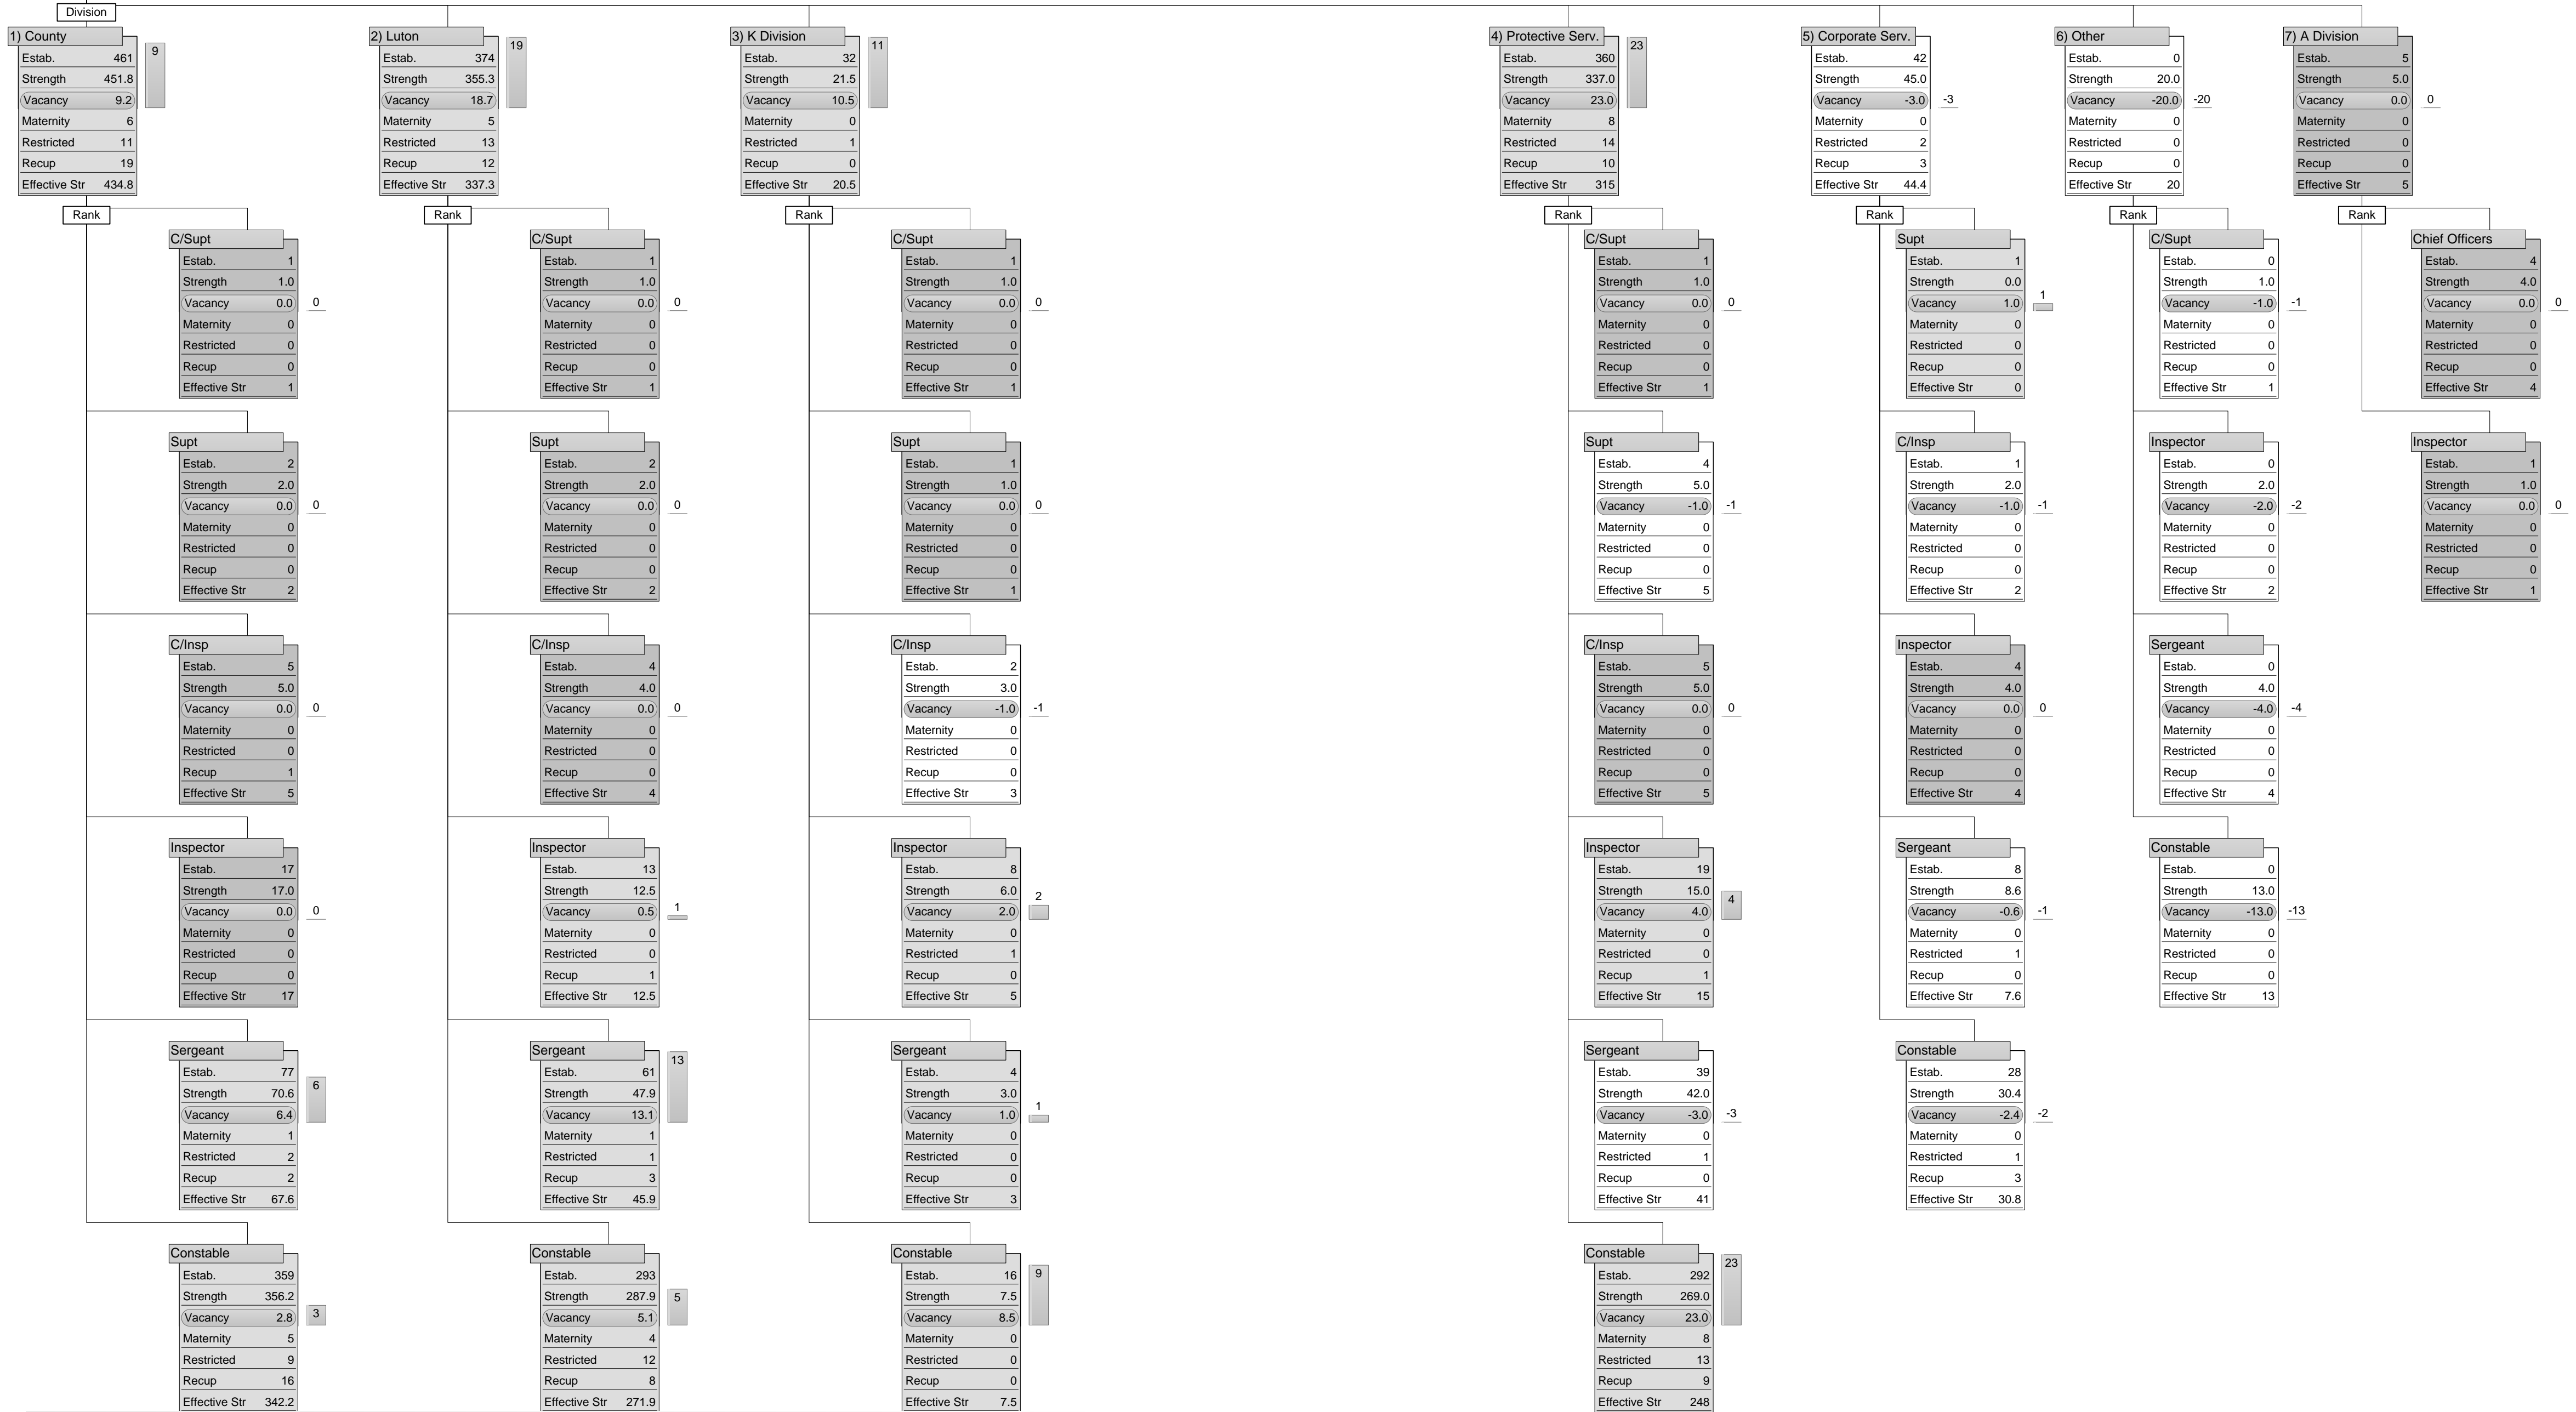 Division
1) County
Estab. 461
Strength 451.8
Vacancy 9.2
Maternity 6
Restricted 11
Recup 19
Effective Str 434.8
9
Rank
C/Supt
Estab. 1
Strength 1.0
Vacancy 0.0
Maternity 0
Restricted 0
Recup 0
Effective Str 1
0
Supt
Estab. 2
Strength 2.0
Vacancy 0.0
Maternity 0
Restricted 0
Recup 0
Effective Str 2
0
C/Insp
Estab. 5
Strength 5.0
Vacancy 0.0
Maternity 0
Restricted 0
Recup 1
Effective Str 5
0
Inspector
Estab. 17
Strength 17.0
Vacancy 0.0
Maternity 0
Restricted 0
Recup 0
Effective Str 17
0
Sergeant
Estab. 77
Strength 70.6
Vacancy 6.4
Maternity 1
Restricted 2
Recup 2
Effective Str 67.6
6
Constable
Estab. 359
Strength 356.2
Vacancy 2.8
Maternity 5
Restricted 9
Recup 16
Effective Str 342.2
3
2) Luton
Estab. 374
Strength 355.3
Vacancy 18.7
Maternity 5
Restricted 13
Recup 12
Effective Str 337.3
19
Rank
C/Supt
Estab. 1
Strength 1.0
Vacancy 0.0
Maternity 0
Restricted 0
Recup 0
Effective Str 1
0
Supt
Estab. 2
Strength 2.0
Vacancy 0.0
Maternity 0
Restricted 0
Recup 0
Effective Str 2
0
C/Insp
Estab. 4
Strength 4.0
Vacancy 0.0
Maternity 0
Restricted 0
Recup 0
Effective Str 4
0
Inspector
Estab. 13
Strength 12.5
Vacancy 0.5
Maternity 0
Restricted 0
Recup 1
Effective Str 12.5
1
Sergeant
Estab. 61
Strength 47.9
Vacancy 13.1
Maternity 1
Restricted 1
Recup 3
Effective Str 45.9
13
Constable
Estab. 293
Strength 287.9
Vacancy 5.1
Maternity 4
Restricted 12
Recup 8
Effective Str 271.9
5
3) K Division
Estab. 32
Strength 21.5
Vacancy 10.5
Maternity 0
Restricted 1
Recup 0
Effective Str 20.5
11
Rank
C/Supt
Estab. 1
Strength 1.0
Vacancy 0.0
Maternity 0
Restricted 0
Recup 0
Effective Str 1
0
Supt
Estab. 1
Strength 1.0
Vacancy 0.0
Maternity 0
Restricted 0
Recup 0
Effective Str 1
0
C/Insp
Estab. 2
Strength 3.0
Vacancy -1.0
Maternity 0
Restricted 0
Recup 0
Effective Str 3
-1
Inspector
Estab. 8
Strength 6.0
Vacancy 2.0
Maternity 0
Restricted 1
Recup 0
Effective Str 5
2
Sergeant
Estab. 4
Strength 3.0
Vacancy 1.0
Maternity 0
Restricted 0
Recup 0
Effective Str 3
1
Constable
Estab. 16
Strength 7.5
Vacancy 8.5
Maternity 0
Restricted 0
Recup 0
Effective Str 7.5
9
4) Protective Serv.
Estab. 360
Strength 337.0
Vacancy 23.0
Maternity 8
Restricted 14
Recup 10
Effective Str 315
23
Rank
C/Supt
Estab. 1
Strength 1.0
Vacancy 0.0
Maternity 0
Restricted 0
Recup 0
Effective Str 1
0
Supt
Estab. 4
Strength 5.0
Vacancy -1.0
Maternity 0
Restricted 0
Recup 0
Effective Str 5
-1
C/Insp
Estab. 5
Strength 5.0
Vacancy 0.0
Maternity 0
Restricted 0
Recup 0
Effective Str 5
0
Inspector
Estab. 19
Strength 15.0
Vacancy 4.0
Maternity 0
Restricted 0
Recup 1
Effective Str 15
4
Sergeant
Estab. 39
Strength 42.0
Vacancy -3.0
Maternity 0
Restricted 1
Recup 0
Effective Str 41
-3
Constable
Estab. 292
Strength 269.0
Vacancy 23.0
Maternity 8
Restricted 13
Recup 9
Effective Str 248
23
5) Corporate Serv.
Estab. 42
Strength 45.0
Vacancy -3.0
Maternity 0
Restricted 2
Recup 3
Effective Str 44.4
-3
Rank
Supt
Estab. 1
Strength 0.0
Vacancy 1.0
Maternity 0
Restricted 0
Recup 0
Effective Str 0
1
C/Insp
Estab. 1
Strength 2.0
Vacancy -1.0
Maternity 0
Restricted 0
Recup 0
Effective Str 2
-1
Inspector
Estab. 4
Strength 4.0
Vacancy 0.0
Maternity 0
Restricted 0
Recup 0
Effective Str 4
0
Sergeant
Estab. 8
Strength 8.6
Vacancy -0.6
Maternity 0
Restricted 1
Recup 0
Effective Str 7.6
-1
Constable
Estab. 28
Strength 30.4
Vacancy -2.4
Maternity 0
Restricted 1
Recup 3
Effective Str 30.8
-2
6) Other
Estab. 0
Strength 20.0
Vacancy -20.0
Maternity 0
Restricted 0
Recup 0
Effective Str 20
-20
Rank
C/Supt
Estab. 0
Strength 1.0
Vacancy -1.0
Maternity 0
Restricted 0
Recup 0
Effective Str 1
-1
Inspector
Estab. 0
Strength 2.0
Vacancy -2.0
Maternity 0
Restricted 0
Recup 0
Effective Str 2
-2
Sergeant
Estab. 0
Strength 4.0
Vacancy -4.0
Maternity 0
Restricted 0
Recup 0
Effective Str 4
-4
Constable
Estab. 0
Strength 13.0
Vacancy -13.0
Maternity 0
Restricted 0
Recup 0
Effective Str 13
-13
7) A Division
Estab. 5
Strength 5.0
Vacancy 0.0
Maternity 0
Restricted 0
Recup 0
Effective Str 5
0
Rank
Chief Officers
Estab. 4
Strength 4.0
Vacancy 0.0
Maternity 0
Restricted 0
Recup 0
Effective Str 4
0
Inspector
Estab. 1
Strength 1.0
Vacancy 0.0
Maternity 0
Restricted 0
Recup 0
Effective Str 1
0